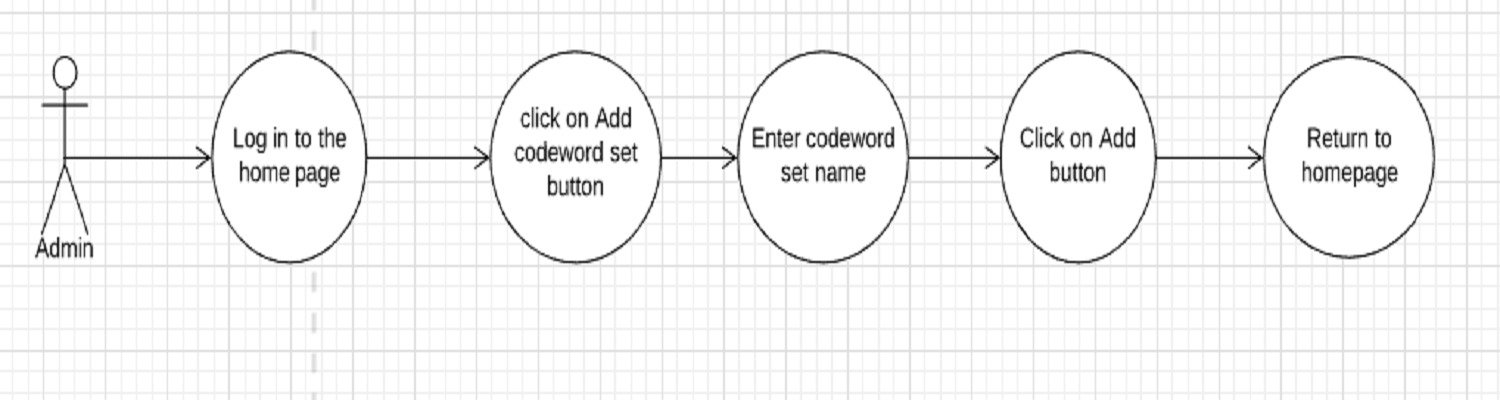 Admin
Log in to the
home page
click on Add
codeword set
button
Enter codeword
set name
Click on Add
button
Return to
homepage